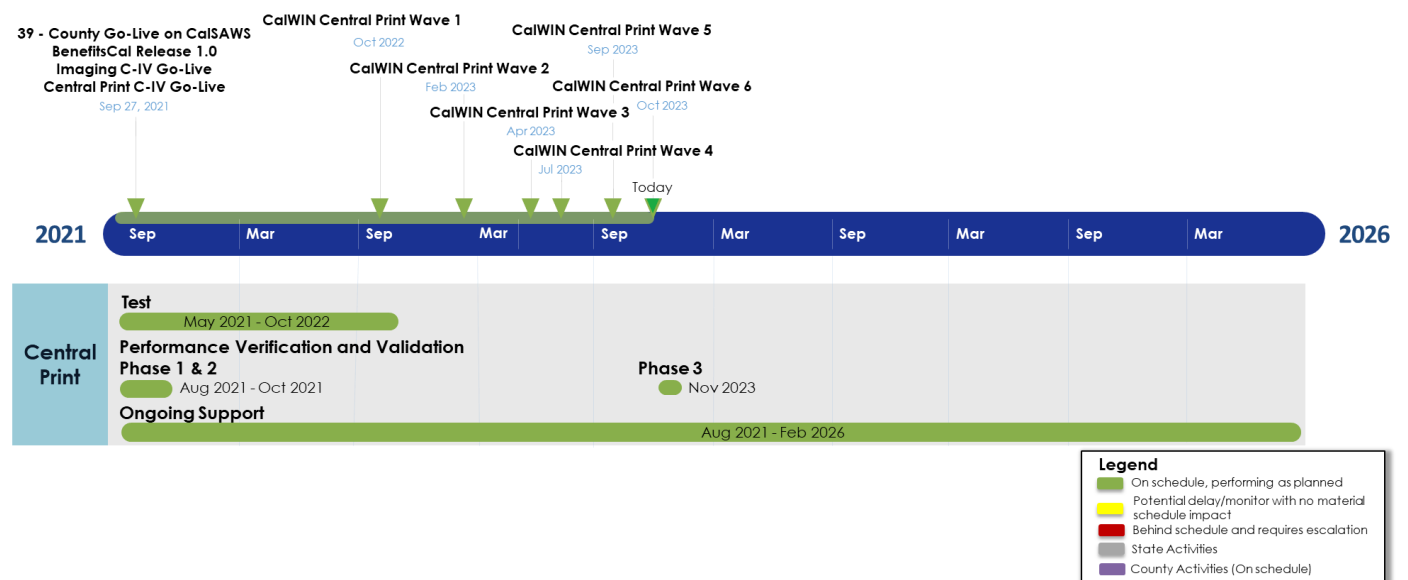 39 - County Go-Live on CalSAWS
BenefitsCal Release 1.0
Imaging C-IV Go-Live
Central Print C-IV Go-Live
Sep 27, 2021
CalWIN Central Print Wave 1
Oct 2022
CalWIN Central Print Wave 2
Feb 2023
CalWIN Central Print Wave 3
Apr 2023
CalWIN Central Print Wave 4
Jul 2023
CalWIN Central Print Wave 5
Sep 2023
CalWIN Central Print Wave 6
Oct 2023
Today
2021
Sep
Mar
Sep
Mar
Sep
Mar
Sep
Mar
Sep
Mar
2026
Central
Print
Test
May 2021 - Oct 2022
Performance Verification and Validation
Phase 1 & 2
Aug 2021 - Oct 2021
Phase 3
Nov 2023
Ongoing Support
Aug 2021 - Feb 2026
Legend
On schedule, performing as planned
Potential delay/monitor with no material
schedule impact
Behind schedule and requires escalation
State Activities
County Activities (On schedule)